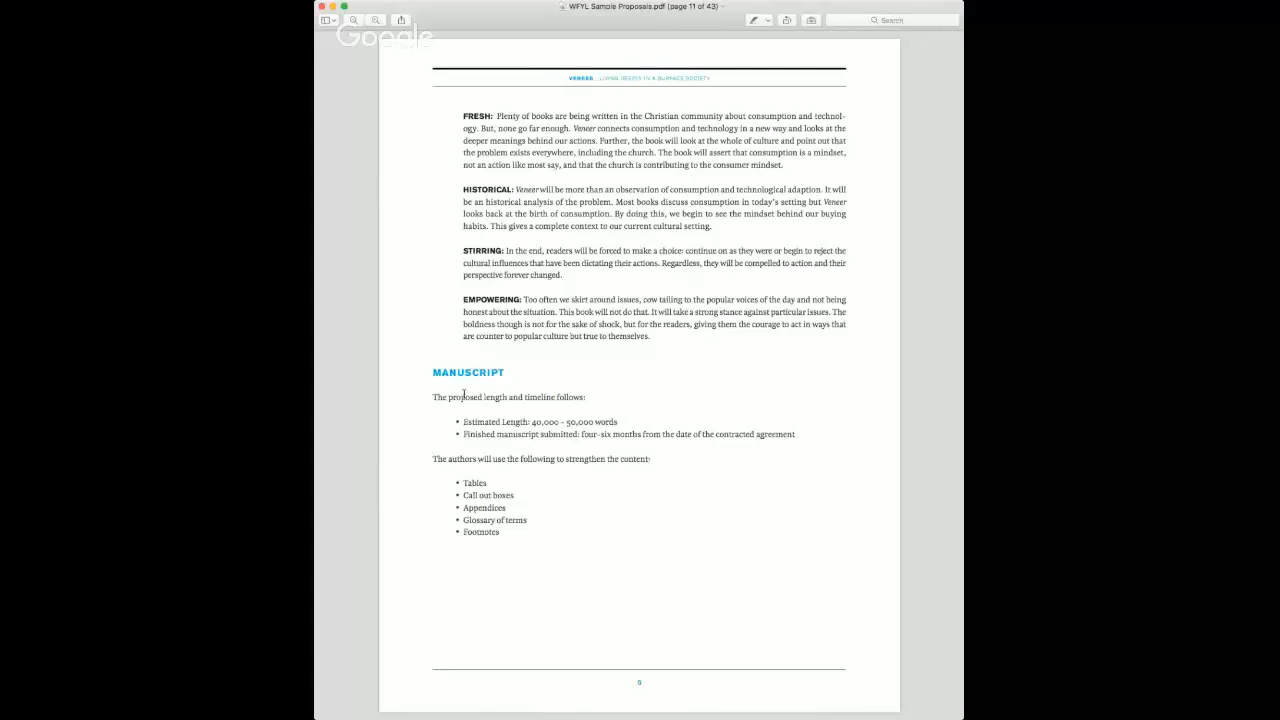 WFYL Sample Proposals.pdf (page 11 of 43)
Search
Google
VENEER LIVING DEEPLY IN A SURFACE SOCIETY
FRESH: Plenty of books are being written in the Christian community about consumption and technol-
ogy. But, none go far enough. Veneer connects consumption and technology in a new way and looks at the
deeper meanings behind our actions. Further, the book will look at the whole of culture and point out that
the problem exists everywhere, including the church. The book will assert that consumption is a mindset,
not an action like most say, and that the church is contributing to the consumer mindset.
HISTORICAL: Veneer will be more than an observation of consumption and technological adaption. It will
be an historical analysis of the problem. Most books discuss consumption in today's setting but Veneer
looks back at the birth of consumption. By doing this, we begin to see the mindset behind our buying
habits. This gives a complete context to our current cultural setting.
STIRRING: In the end, readers will be forced to make a choice: continue on as they were or begin to reject the
cultural influences that have been dictating their actions. Regardless, they will be compelled to action and their
perspective forever changed.
EMPOWERING: Too often we skirt around issues, cow tailing to the popular voices of the day and not being
honest about the situation. This book will not do that. It will take a strong stance against particular issues. The
boldness though is not for the sake of shock, but for the readers, giving them the courage to act in ways that
are counter to popular culture but true to themselves.
MANUSCRIPT
The proposed length and timeline follows:
• Estimated Length: 40,000 - 50,000 words
• Finished manuscript submitted: four-six months from the date of the contracted agreement
The authors will use the following to strengthen the content:
• Tables
• Call out boxes
• Appendices
• Glossary of terms
• Footnotes